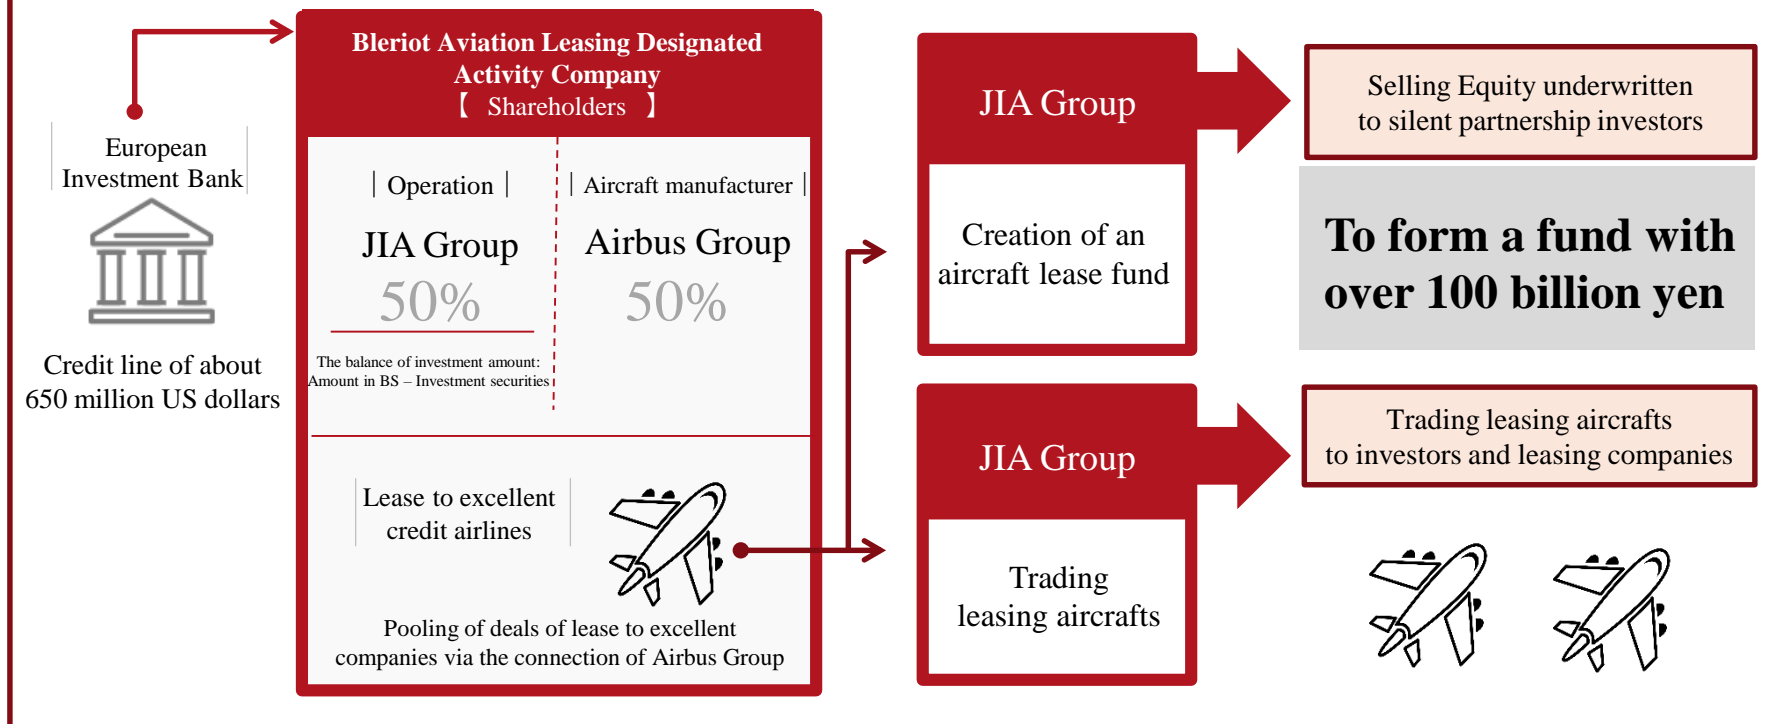 European
Investment Bank
Credit line of about
650 million US dollars
Bleriot Aviation Leasing Designated
Activity Company
【 Shareholders 】
| Operation |
JIA Group
50%
The balance of investment amount:
Amount in BS – Investment securities
| Aircraft manufacturer |
Airbus Group
50%
Lease to excellent
credit airlines
Pooling of deals of lease to excellent
companies via the connection of Airbus Group
JIA Group
Creation of an
aircraft lease fund
Selling Equity underwritten
to silent partnership investors
To form a fund with
over 100 billion yen
JIA Group
Trading
leasing aircrafts
Trading leasing aircrafts
to investors and leasing companies